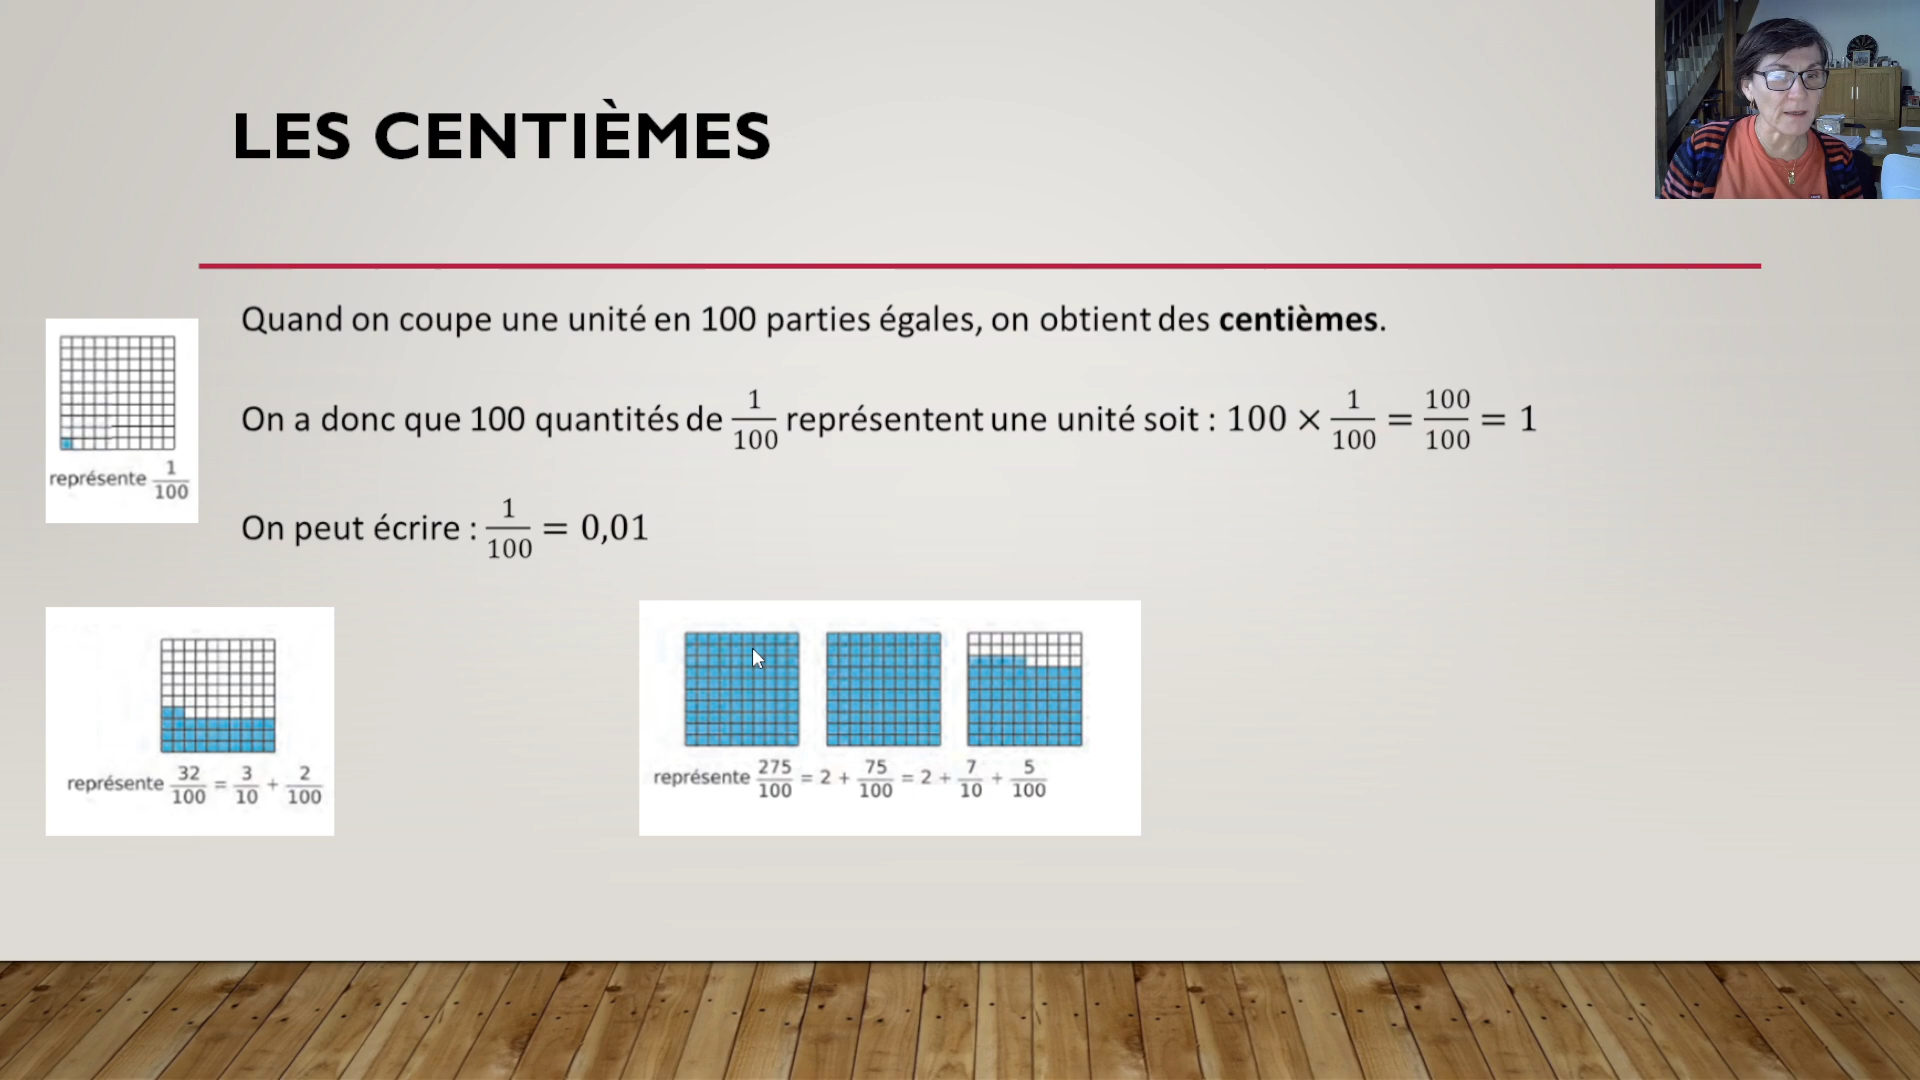 LES CENTIÈMES
Quand on coupe une unité en 100 parties égales, on obtient des centièmes.
On a donc que 100 quantités de 1/100 représentent une unité soit : 100 × 1/100 = 100/100 = 1
représente 1/100
On peut écrire : 1/100 = 0,01
représente 32/100 = 3/10 + 2/100
représente 275/100 = 2 + 75/100 = 2 + 7/10 + 5/100